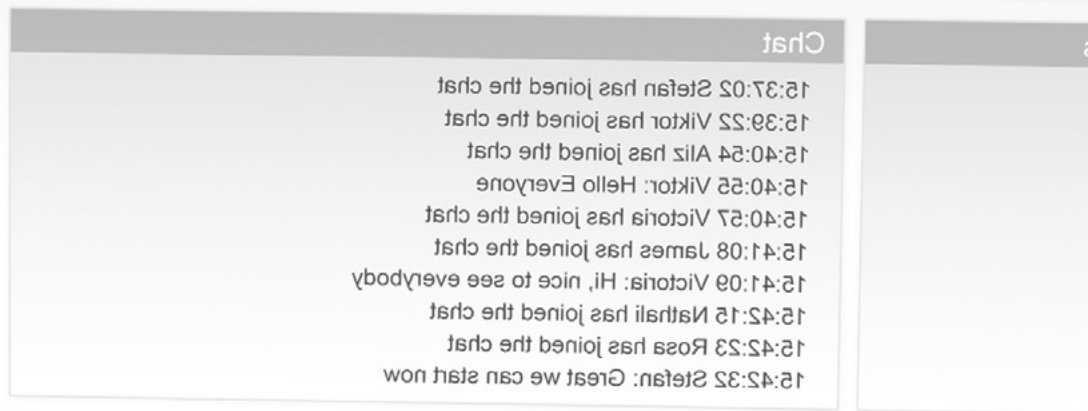 Chat
15:37:02 Stefan has joined the chat
15:39:22 Viktor has joined the chat
15:40:54 Aliz has joined the chat
15:40:55 Viktor: Hello Everyone
15:40:57 Victoria has joined the chat
15:41:08 James has joined the chat
15:41:09 Victoria: Hi, nice to see everybody
15:42:15 Nathali has joined the chat
15:42:23 Rosa has joined the chat
15:42:32 Stefan: Great we can start now